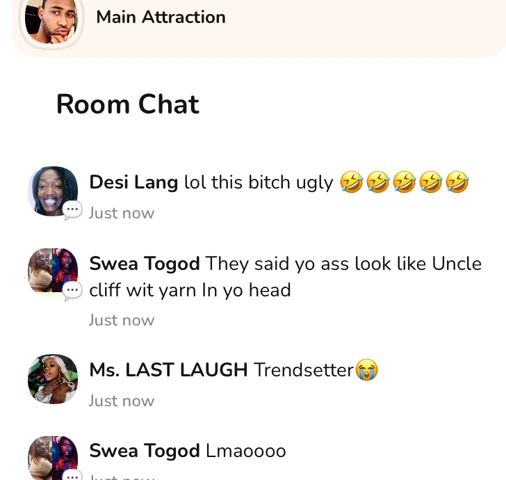 Main Attraction
Room Chat
Desi Lang lol this bitch ugly 🤣🤣🤣🤣🤣
Just now
Swea Togod They said yo ass look like Uncle
cliff wit yarn In yo head
Just now
Ms. LAST LAUGH Trendsetter😭
Just now
Swea Togod Lmaoooo
Just now